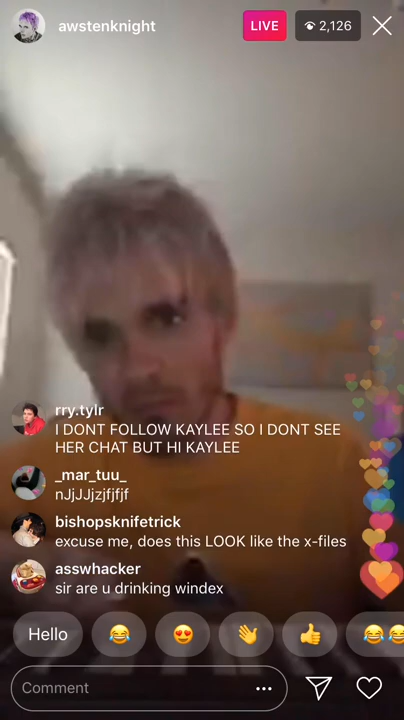 awstenknight
LIVE
2,126
rry.tylr
I DONT FOLLOW KAYLEE SO I DONT SEE
HER CHAT BUT HI KAYLEE
_mar_tuu_
nJjJJjzjfjfjf
bishopsknifetrick
excuse me, does this LOOK like the x-files
asswhacker
sir are u drinking windex
Hello
Comment